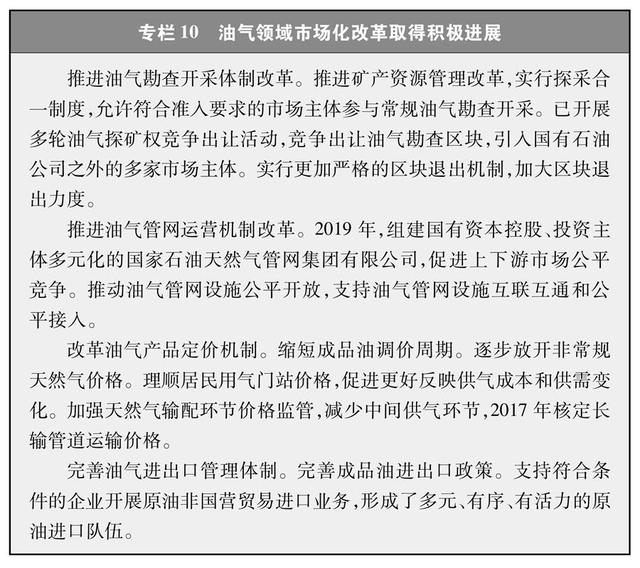 专栏 10 油气领域市场化改革取得积极进展
推进油气勘查开采体制改革。推进矿产资源管理改革,实行探采合
一制度,允许符合准入要求的市场主体参与常规油气勘查开采。已开展
多轮油气探矿权竞争出让活动,竞争出让油气勘查区块,引入国有石油
公司之外的多家市场主体。实行更加严格的区块退出机制,加大区块退
出力度。
推进油气管网运营机制改革。2019 年,组建国有资本控股、投资主
体多元化的国家石油天然气管网集团有限公司,促进上下游市场公平
竞争。推动油气管网设施公平开放,支持油气管网设施互联互通和公
平接入。
改革油气产品定价机制。缩短成品油调价周期。逐步放开非常规
天然气价格。理顺居民用气门站价格,促进更好反映供气成本和供需变
化。加强天然气输配环节价格监管,减少中间供气环节,2017 年核定长
输管道运输价格。
完善油气进出口管理体制。完善成品油进出口政策。支持符合条
件的企业开展原油非国营贸易进口业务,形成了多元、有序、有活力的原
油进口队伍。